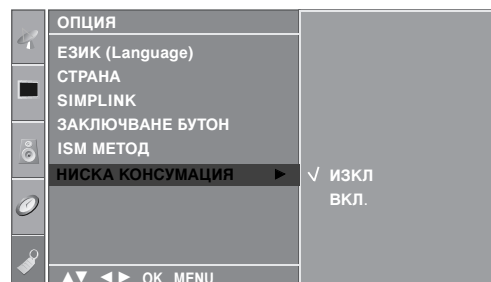 ОПЦИЯ
ЕЗИК (Language)
СТРАНА
SIMPLINK
ЗАКЛЮЧВАНЕ БУТОН
ISM МЕТОД
НИСКА КОНСУМАЦИЯ ► √ ИЗКЛ
ВКЛ.
▲▼ ◄► OK MENU